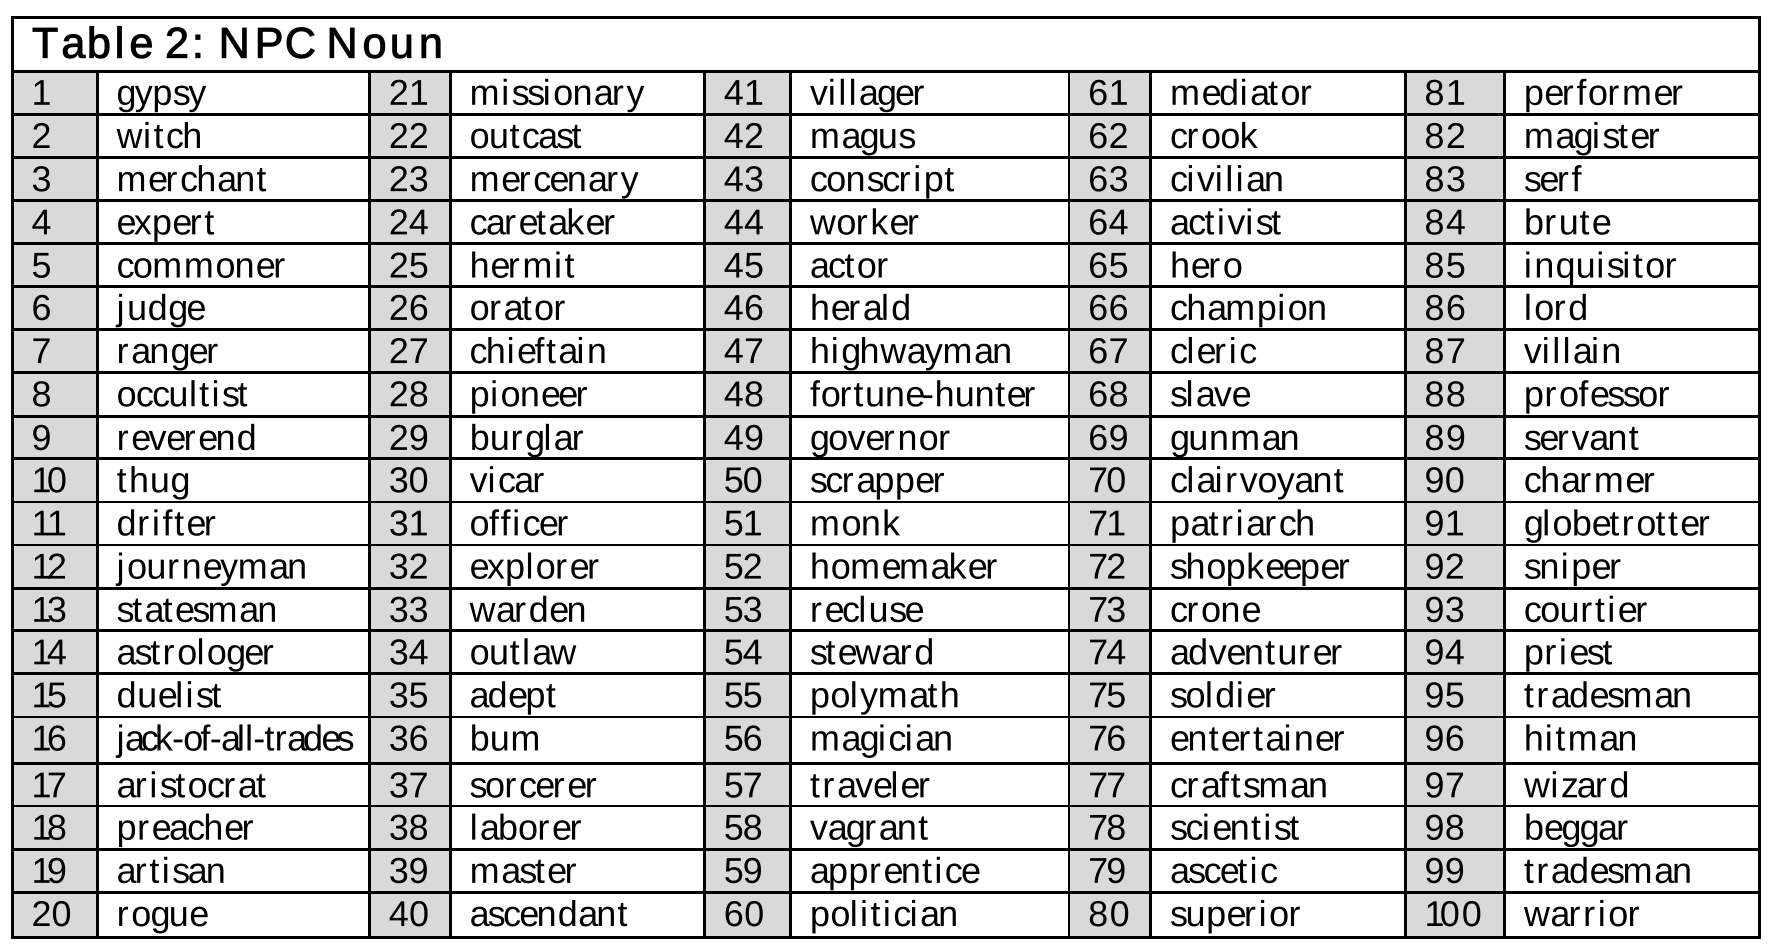 Table 2: NPC Noun
1 gypsy 21 missionary 41 villager 61 mediator 81 performer
2 witch 22 outcast 42 magus 62 crook 82 magister
3 merchant 23 mercenary 43 conscript 63 civilian 83 serf
4 expert 24 caretaker 44 worker 64 activist 84 brute
5 commoner 25 hermit 45 actor 65 hero 85 inquisitor
6 judge 26 orator 46 herald 66 champion 86 lord
7 ranger 27 chieftain 47 highwayman 67 cleric 87 villain
8 occultist 28 pioneer 48 fortune-hunter 68 slave 88 professor
9 reverend 29 burglar 49 governor 69 gunman 89 servant
10 thug 30 vicar 50 scrapper 70 clairvoyant 90 charmer
11 drifter 31 officer 51 monk 71 patriarch 91 globetrotter
12 journeyman 32 explorer 52 homemaker 72 shopkeeper 92 sniper
13 statesman 33 warden 53 recluse 73 crone 93 courtier
14 astrologer 34 outlaw 54 steward 74 adventurer 94 priest
15 duelist 35 adept 55 polymath 75 soldier 95 tradesman
16 jack-of-all-trades 36 bum 56 magician 76 entertainer 96 hitman
17 aristocrat 37 sorcerer 57 traveler 77 craftsman 97 wizard
18 preacher 38 laborer 58 vagrant 78 scientist 98 beggar
19 artisan 39 master 59 apprentice 79 ascetic 99 tradesman
20 rogue 40 ascendant 60 politician 80 superior 100 warrior